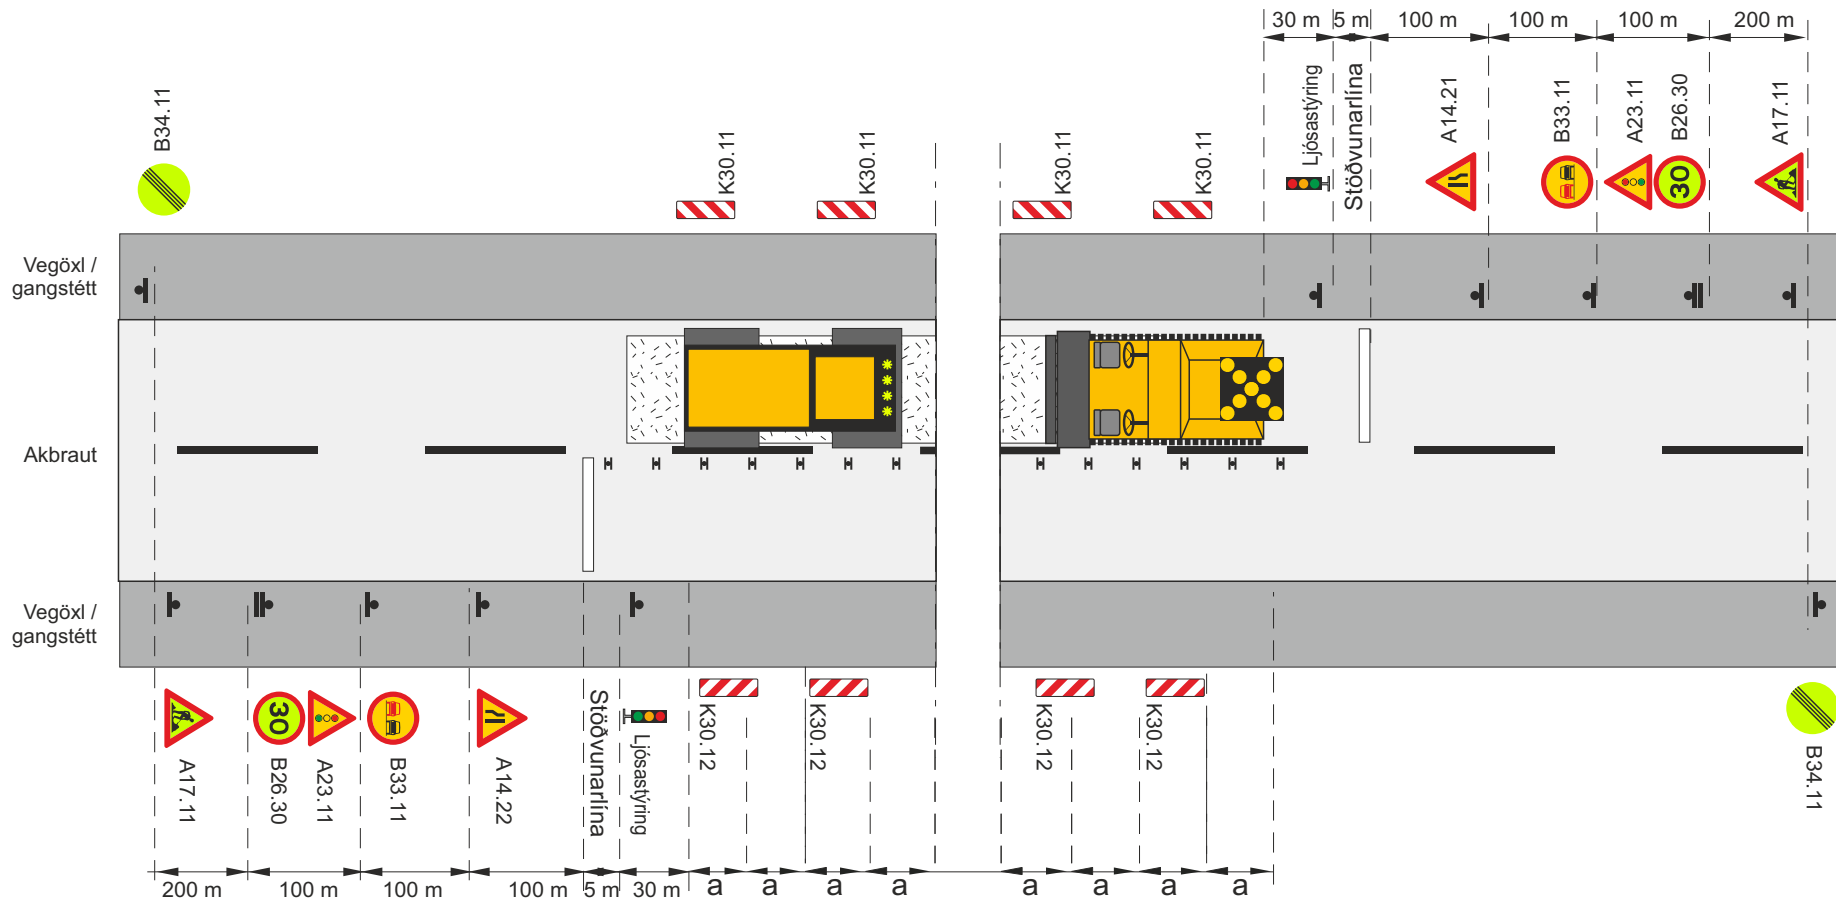 30 m
5 m
100 m
100 m
100 m
200 m
B34.11
K30.11
K30.11
K30.11
K30.11
Ljósastýring
Stöðvunarlína
A14.21
B33.11
A23.11
B26.30
A17.11
30
Vegöxl /
gangstétt
Akbraut
Vegöxl /
gangstétt
30
A17.11
B26.30
A23.11
B33.11
A14.22
Stöðvunarlína
Ljósastýring
K30.12
K30.12
K30.12
K30.12
B34.11
200 m
100 m
100 m
100 m
5 m
30 m
a
a
a
a
a
a
a
a